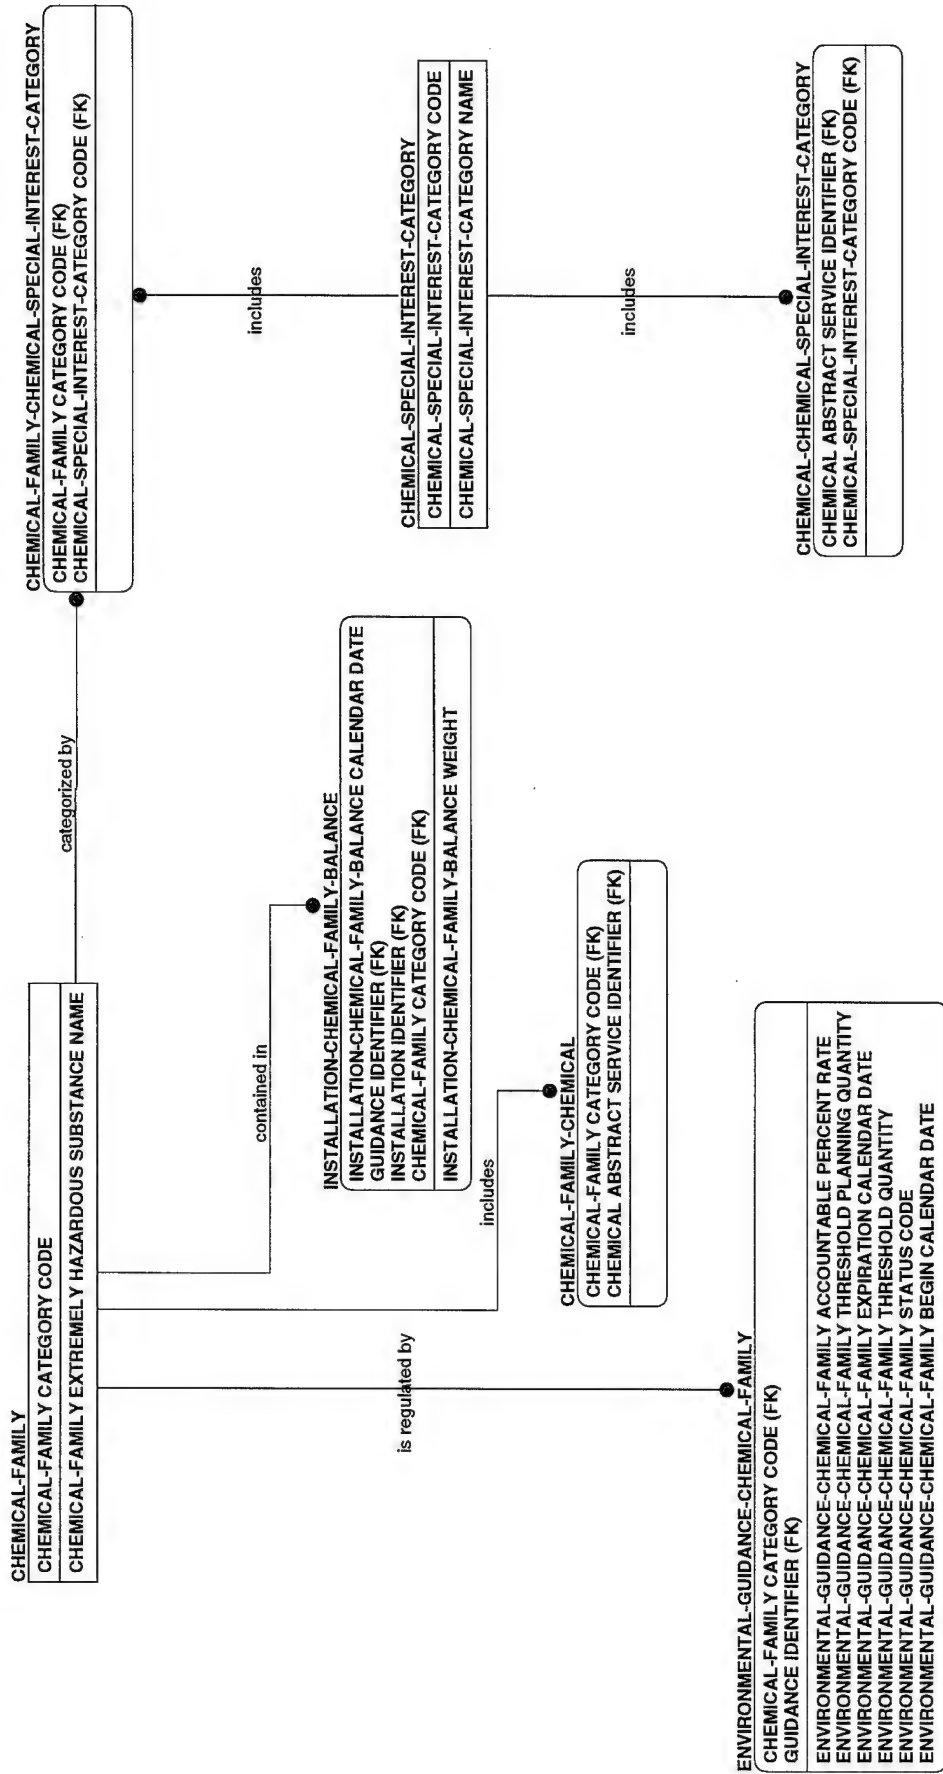 CHEMICAL-FAMILY
CHEMICAL-FAMILY CATEGORY CODE
CHEMICAL-FAMILY EXTREMELY HAZARDOUS SUBSTANCE NAME
categorized by
CHEMICAL-FAMILY-CHEMICAL-SPECIAL-INTEREST-CATEGORY
CHEMICAL-FAMILY CATEGORY CODE (FK)
CHEMICAL-SPECIAL-INTEREST-CATEGORY CODE (FK)
contained in
INSTALLATION-CHEMICAL-FAMILY-BALANCE
INSTALLATION-CHEMICAL-FAMILY-BALANCE CALENDAR DATE
GUIDANCE IDENTIFIER (FK)
INSTALLATION IDENTIFIER (FK)
CHEMICAL-FAMILY CATEGORY CODE (FK)
INSTALLATION-CHEMICAL-FAMILY-BALANCE WEIGHT
includes
CHEMICAL-SPECIAL-INTEREST-CATEGORY
CHEMICAL-SPECIAL-INTEREST-CATEGORY CODE
CHEMICAL-SPECIAL-INTEREST-CATEGORY NAME
includes
CHEMICAL-FAMILY-CHEMICAL
CHEMICAL-FAMILY CATEGORY CODE (FK)
CHEMICAL ABSTRACT SERVICE IDENTIFIER (FK)
is regulated by
includes
ENVIRONMENTAL-GUIDANCE-CHEMICAL-FAMILY
CHEMICAL-FAMILY CATEGORY CODE (FK)
GUIDANCE IDENTIFIER (FK)
ENVIRONMENTAL-GUIDANCE-CHEMICAL-FAMILY ACCOUNTABLE PERCENT RATE
ENVIRONMENTAL-GUIDANCE-CHEMICAL-FAMILY THRESHOLD PLANNING QUANTITY
ENVIRONMENTAL-GUIDANCE-CHEMICAL-FAMILY EXPIRATION CALENDAR DATE
ENVIRONMENTAL-GUIDANCE-CHEMICAL-FAMILY THRESHOLD QUANTITY
ENVIRONMENTAL-GUIDANCE-CHEMICAL-FAMILY STATUS CODE
ENVIRONMENTAL-GUIDANCE-CHEMICAL-FAMILY BEGIN CALENDAR DATE
CHEMICAL-CHEMICAL-SPECIAL-INTEREST-CATEGORY
CHEMICAL ABSTRACT SERVICE IDENTIFIER (FK)
CHEMICAL-SPECIAL-INTEREST-CATEGORY CODE (FK)